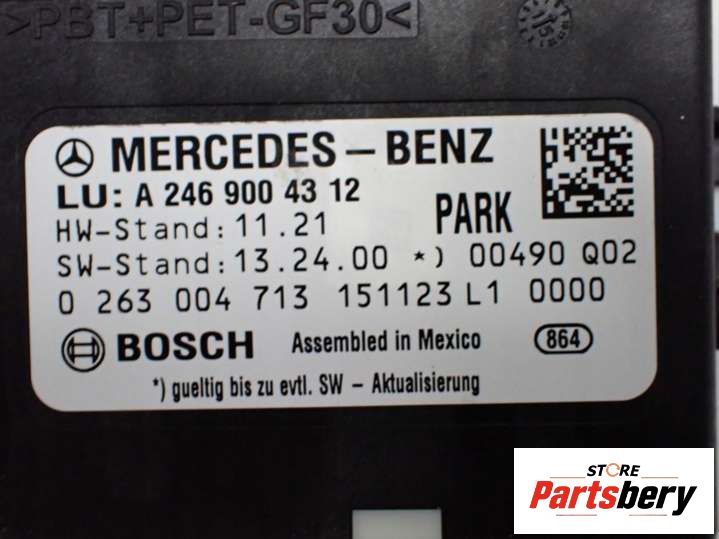 >PBT+PET-GF30<
15
MERCEDES-BENZ
LU: A 246 900 43 12
PARK
HW-Stand: 11.21
SW-Stand: 13.24.00 *) 00490 Q02
0 263 004 713 151123 L1 0000
BOSCH Assembled in Mexico 864
*) gueltig bis zu evtl. SW - Aktualisierung
STORE
Partsbery